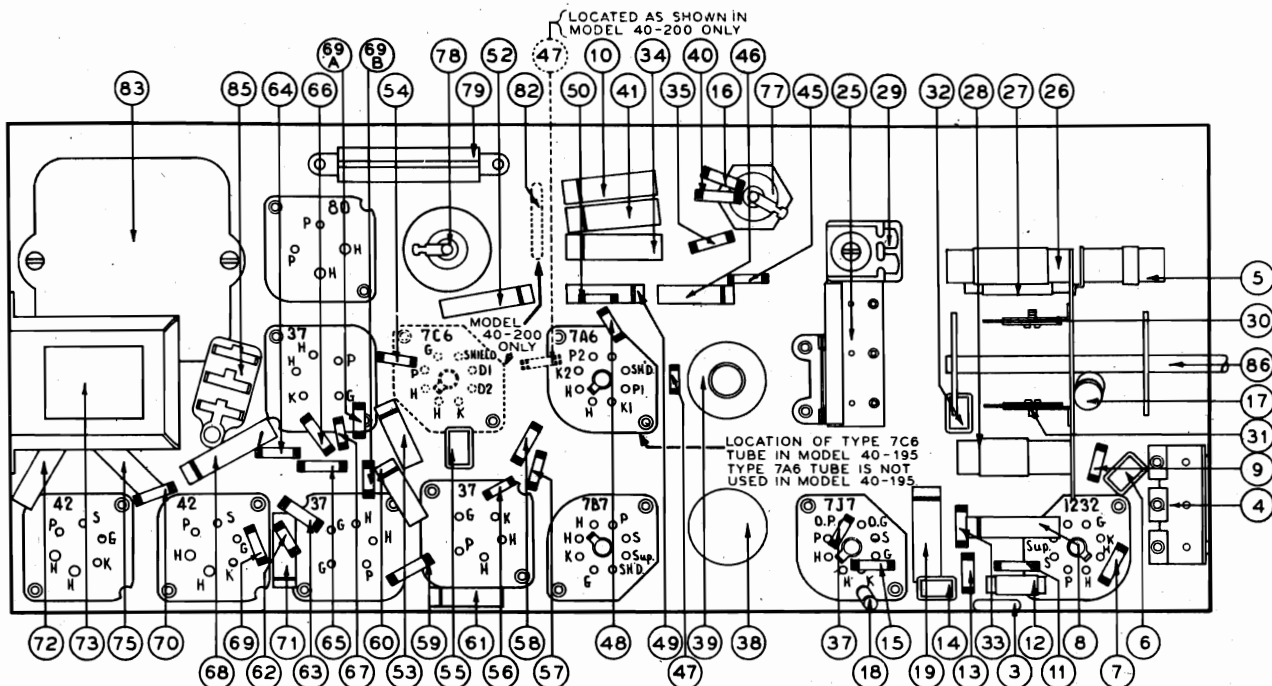 LOCATED AS SHOWN IN
MODEL 40-200 ONLY
83 85 64 66 69A 69B 54 78 79 52 82 47 50 10 41 34 35 40 16 46 77 45 25 29 32 28 27 26
5
30
86
17
31
9
4
80
P
P H
H
37
H
H P
K G
7C6
G SHIELD
P D1
H D2
H K
MODEL
40-200
ONLY
7A6
P2
K2 SH'D.
H P1
H K1
LOCATION OF TYPE 7C6
TUBE IN MODEL 40-195
TYPE 7A6 TUBE IS NOT
USED IN MODEL 40-195
42
P S
G
H K
H
42
P S
G
H K
H
37
K H
G H
P
37
G K
P H
H
7B7
H P
K S
Sup.
G SH'D.
7J7
O.P. O.G
P S
H G
H K
1232
G
K
Sup. H
S
P H
72 73 75 70 68 69 62 71 63 65 67 60 53 59 61 55 56 58 57 48 49 47 39 38 37 18 15 19 14 13 33 3 12 11 8 7 6